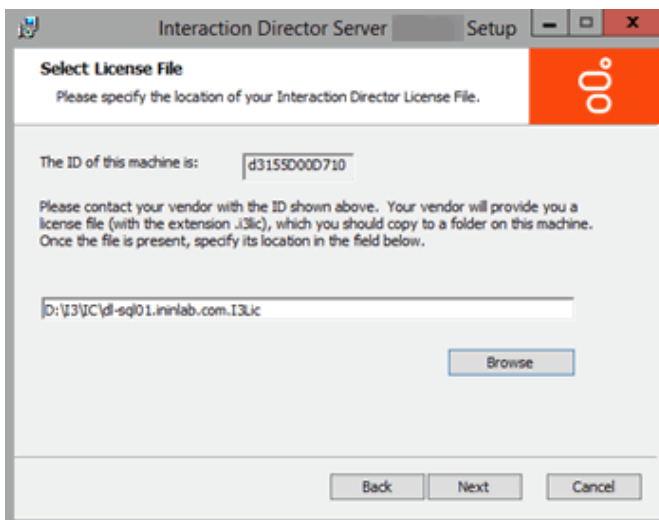 Interaction Director Server Setup
Select License File
Please specify the location of your Interaction Director License File.
The ID of this machine is: d3155D00D710
Please contact your vendor with the ID shown above. Your vendor will provide you a
license file (with the extension .i3lic), which you should copy to a folder on this machine.
Once the file is present, specify its location in the field below.
D:\I3\IC\dl-sql01.ininlab.com.I3Lic
Browse
Back Next Cancel